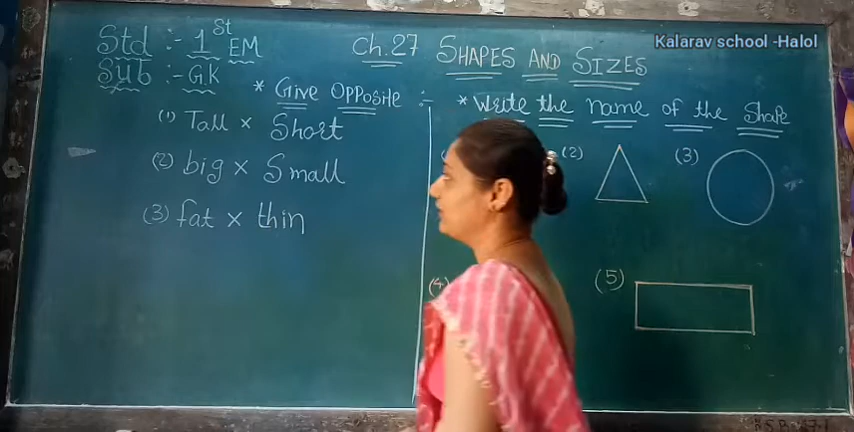 Kalarav school -Halol
Std :- 1st EM
Ch.27 SHAPES AND SIZES
Sub :- GK
* Give Opposite :-
(1) Tall × Short
(2) big × Small
(3) fat × thin
* Write the name of the Shape
(2)
(3)
(4)
(5)